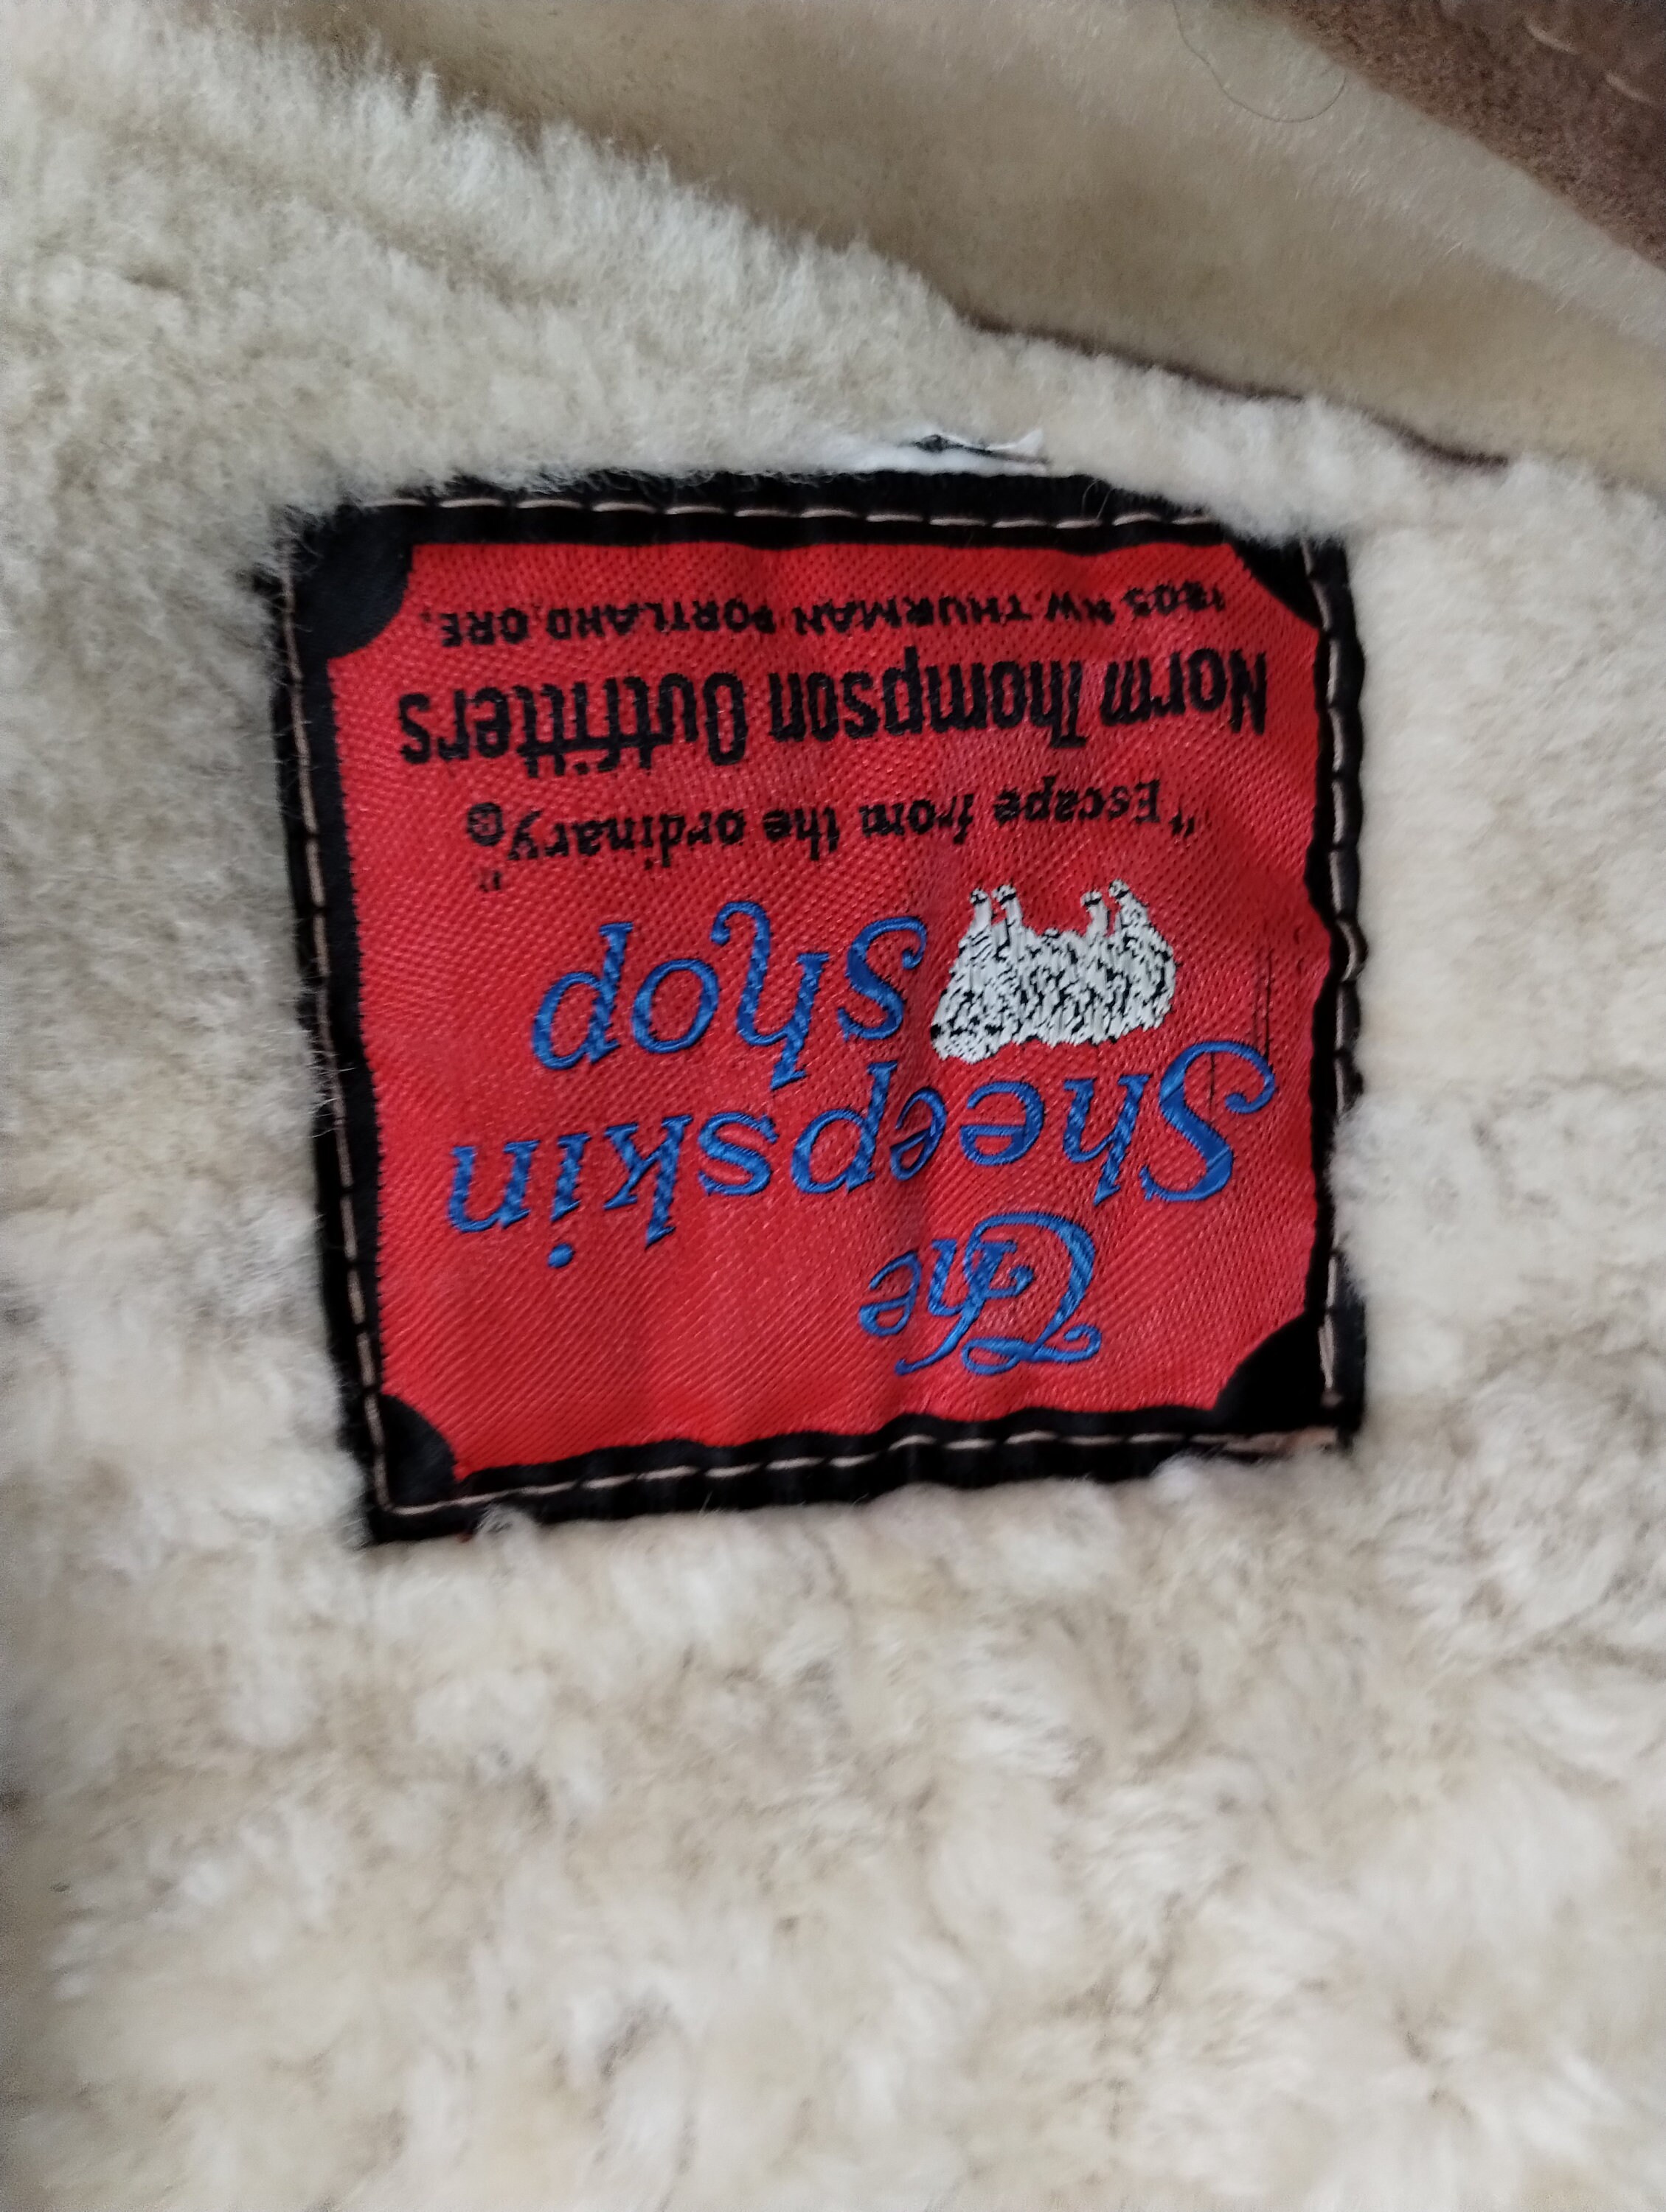 The
Sheepskin
Shop
"Escape from the ordinary"®
Norm Thompson Outfitters
1805 NW. THURMAN PORTLAND, ORE.